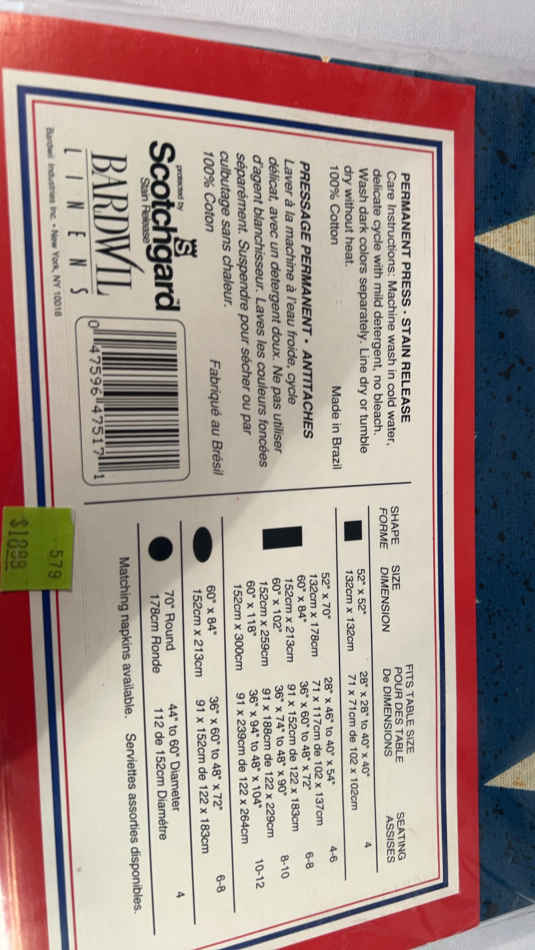 PERMANENT PRESS • STAIN RELEASE
Care Instructions: Machine wash in cold water,
delicate cycle with mild detergent, no bleach.
Wash dark colors separately. Line dry or tumble
dry without heat.
100% Cotton Made in Brazil
PRESSAGE PERMANENT • ANTITACHES
Laver à la machine à l'eau froide, cycle
délicat, avec un detergent doux. Ne pas utiliser
d'agent blanchisseur. Laves les couleurs foncées
séparément. Suspendre pour sécher ou par
culbutage sans chaleur.
100% Coton Fabriqué au Brésil
protected by
Scotchgard
Stain Release
BARDWIL
LINENS
0 47596 47517 1
Bardwil Industries Inc. • New York, NY 10018
SHAPE SIZE FITS TABLE SIZE SEATING
FORME DIMENSION POUR DES TABLE ASSISES
De DIMENSIONS
52" x 52" 28" x 28" to 40" x 40" 4
132cm x 132cm 71 x 71cm de 102 x 102cm
52" x 70" 28" x 46" to 40" x 54" 4-6
132cm x 178cm 71 x 117cm de 102 x 137cm
60" x 84" 36" x 60" to 48" x 72" 6-8
152cm x 213cm 91 x 152cm de 122 x 183cm
60" x 102" 36" x 74" to 48" x 90" 8-10
152cm x 259cm 91 x 188cm de 122 x 229cm
60" x 118" 36" x 94" to 48" x 104" 10-12
152cm x 300cm 91 x 239cm de 122 x 264cm
60" x 84" 36" x 60" to 48" x 72" 6-8
152cm x 213cm 91 x 152cm de 122 x 183cm
70" Round 44" to 60" Diameter 4
178cm Ronde 112 de 152cm Diamétre
Matching napkins available. Serviettes assorties disponibles.
579
$18.98